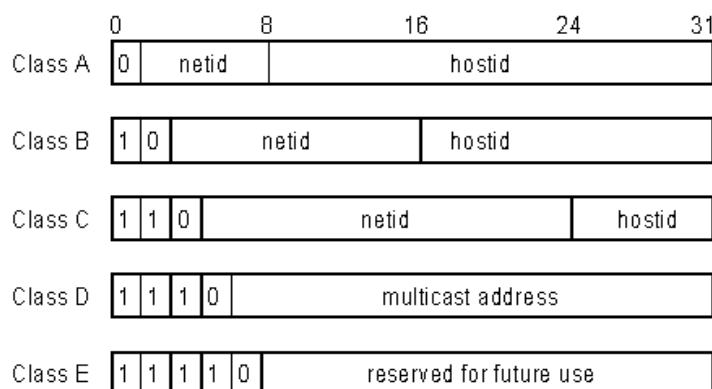 0 8 16 24 31
Class A 0 netid hostid
Class B 1 0 netid hostid
Class C 1 1 0 netid hostid
Class D 1 1 1 0 multicast address
Class E 1 1 1 1 0 reserved for future use